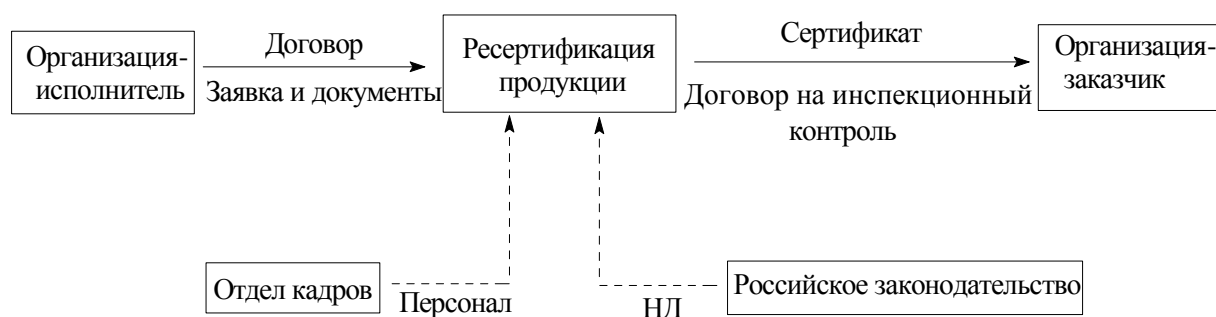 Организация-
исполнитель
Договор
Заявка и документы
Ресертификация
продукции
Сертификат
Договор на инспекционный
контроль
Организация-
заказчик
Отдел кадров
Персонал
НД
Российское законодательство